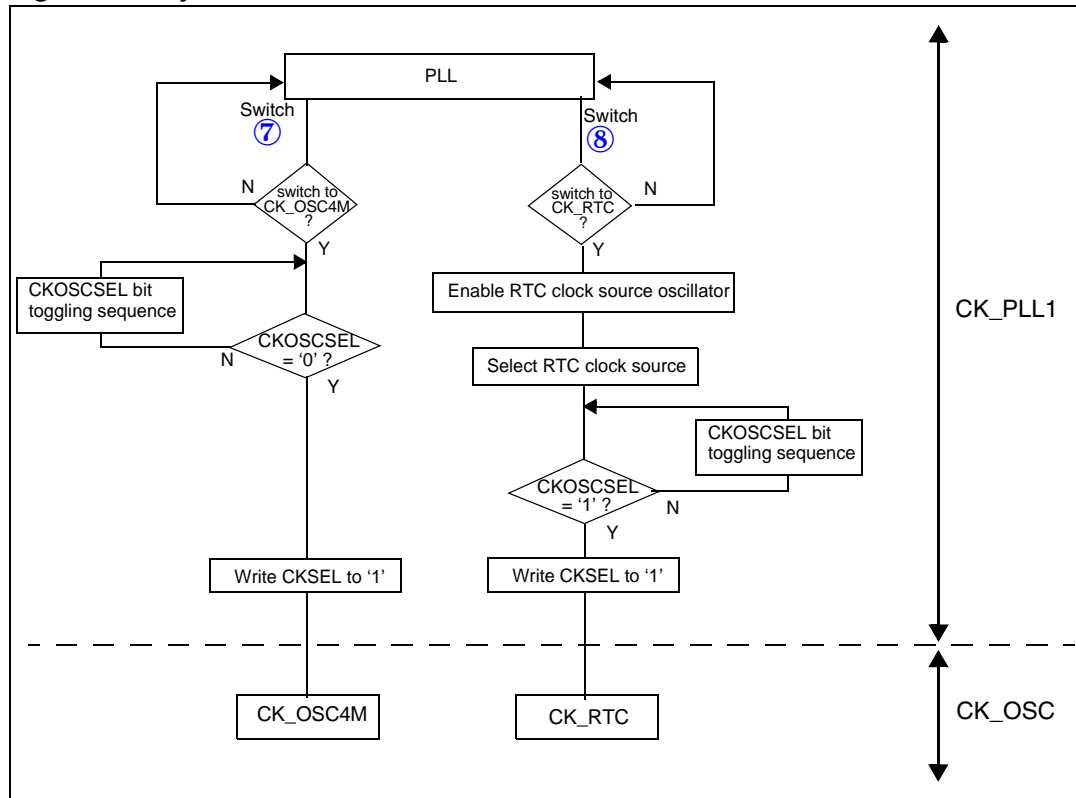 PLL
Switch
⑦
Switch
⑧
N
switch to
CK_OSC4M
?
Y
switch to
CK_RTC
?
N
Y
CKOSCSEL bit
toggling sequence
Enable RTC clock source oscillator
CKOSCSEL
= ‘0’ ?
N
Y
Select RTC clock source
CKOSCSEL bit
toggling sequence
CKOSCSEL
= ‘1’ ?
N
Y
Write CKSEL to ‘1’
Write CKSEL to ‘1’
CK_OSC4M
CK_RTC
CK_PLL1
CK_OSC